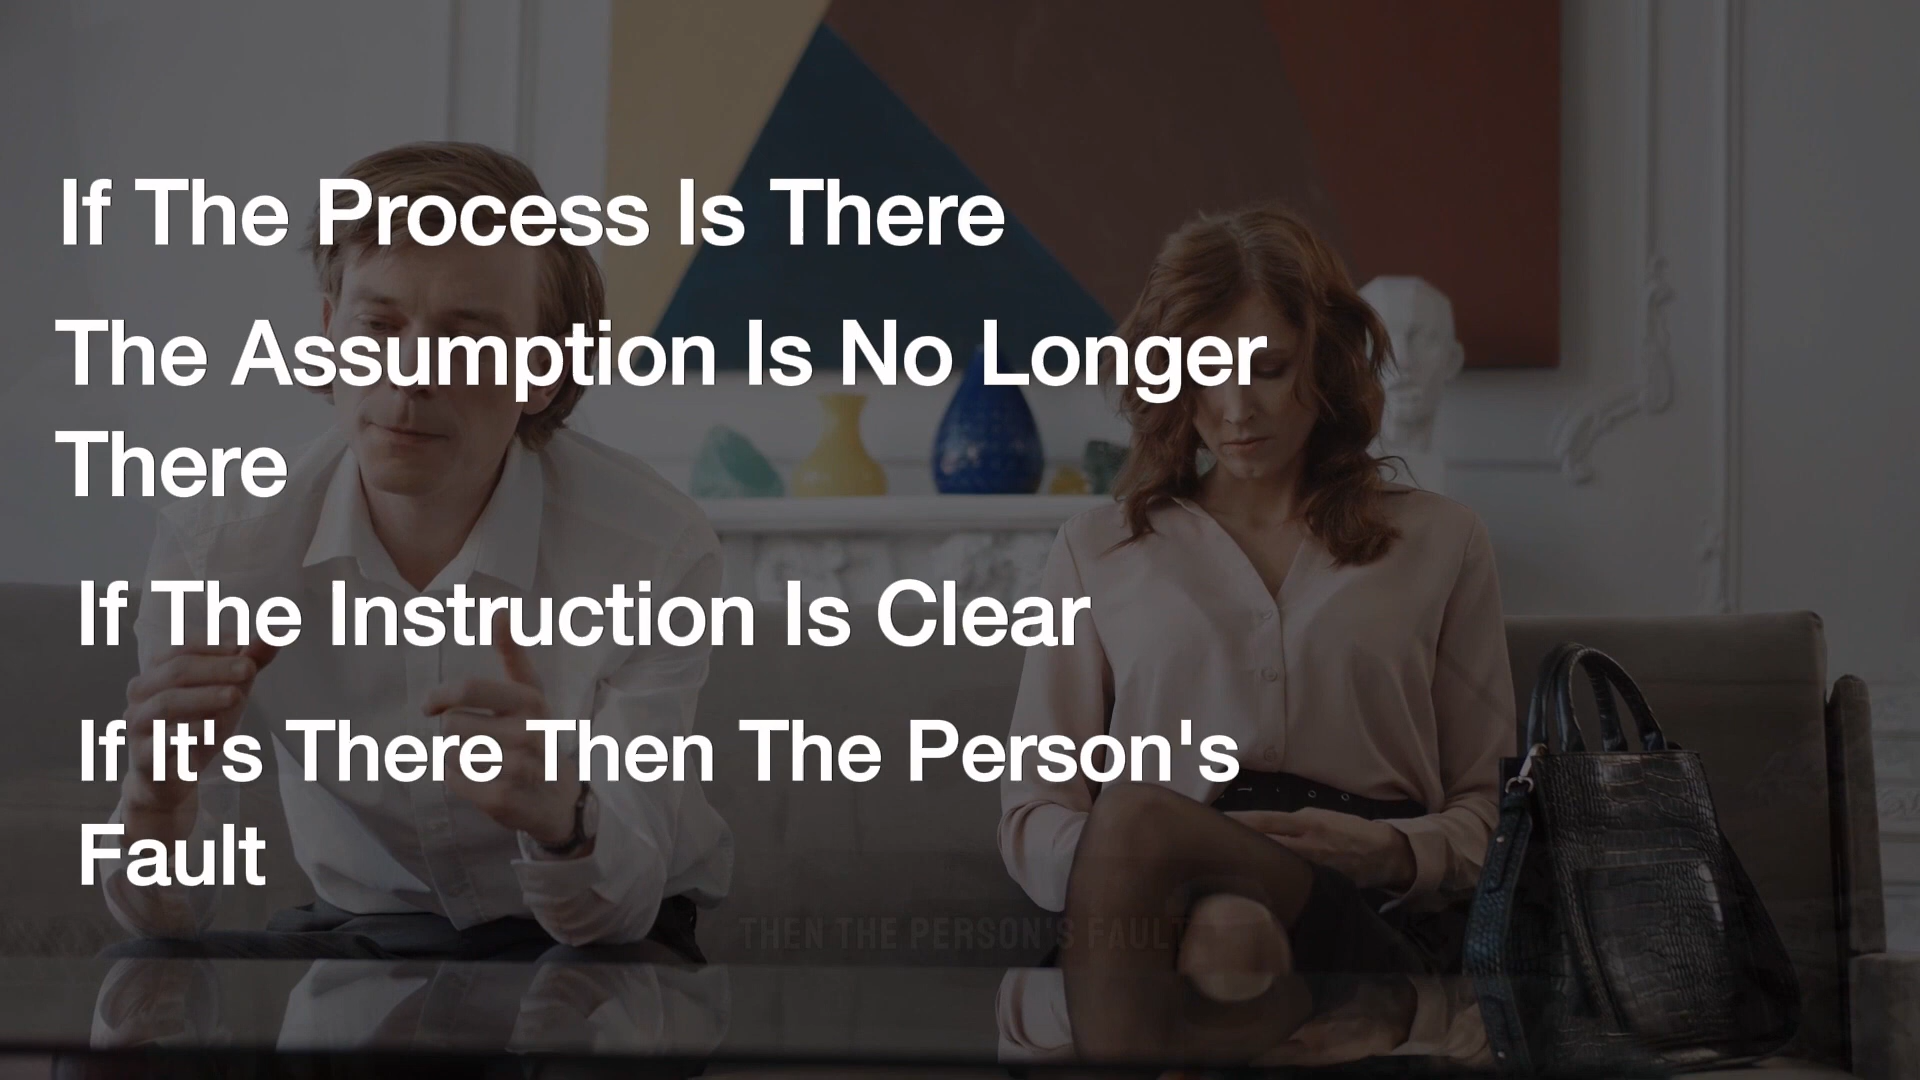 If The Process Is There
The Assumption Is No Longer
There
If The Instruction Is Clear
If It's There Then The Person's
Fault
THEN THE PERSON'S FAULT